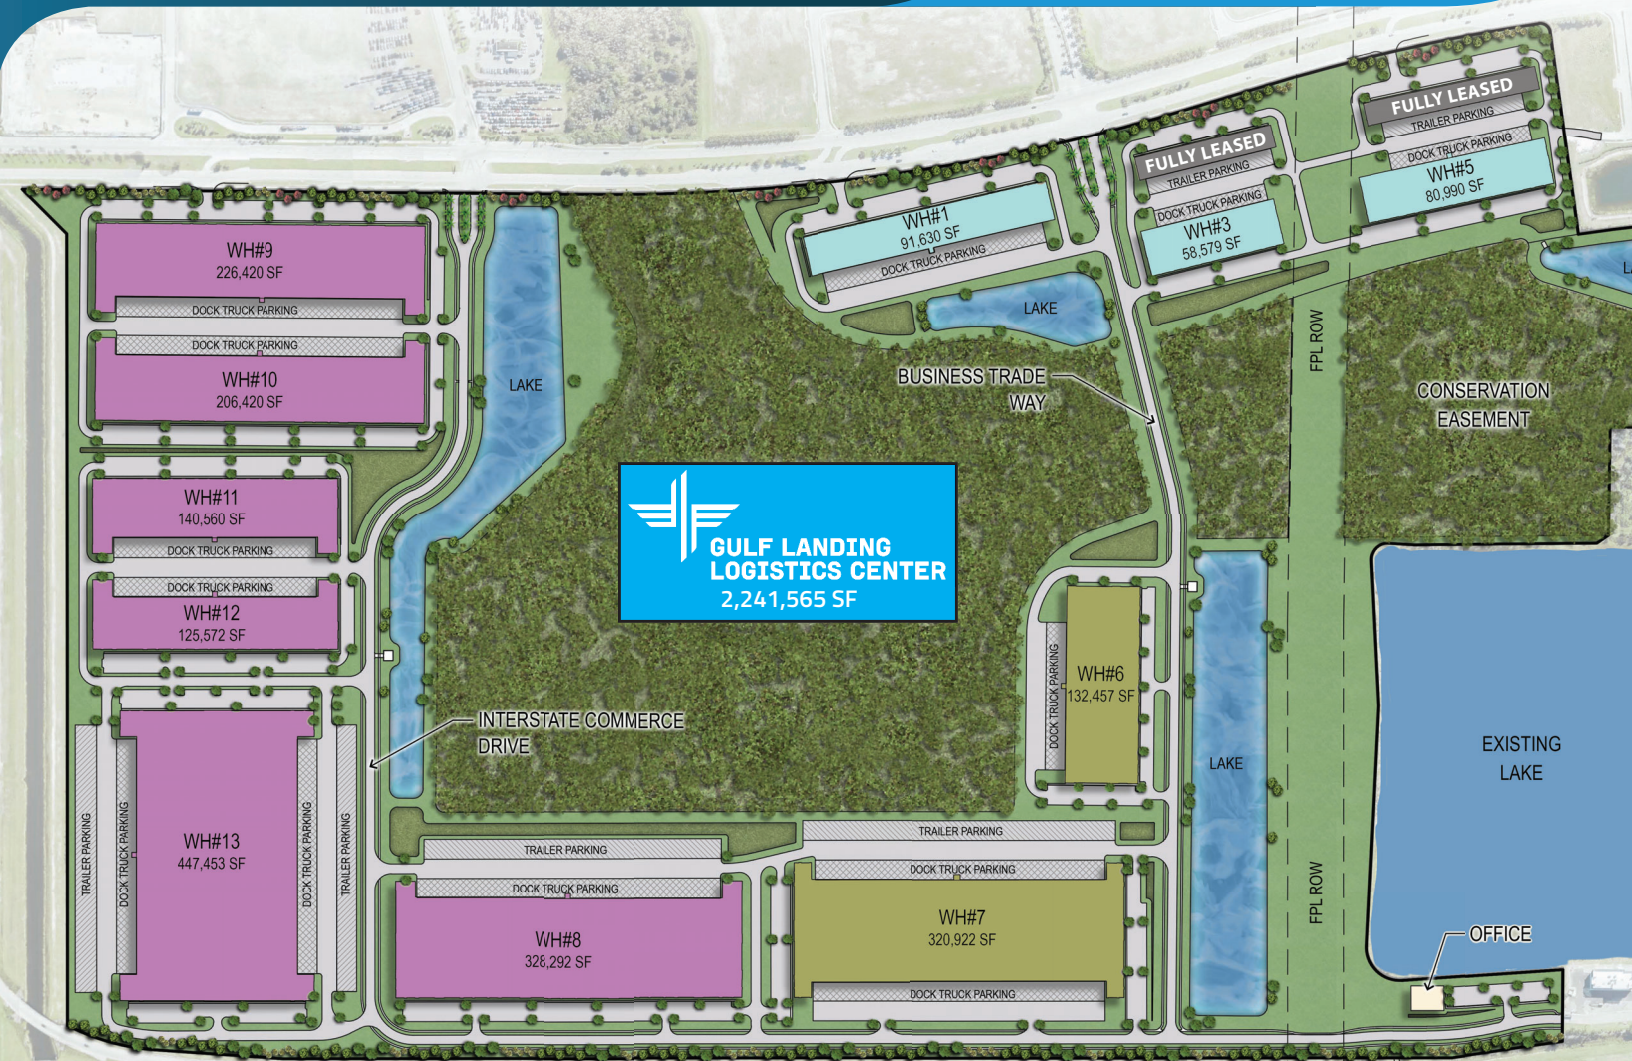 FULLY LEASED
TRAILER PARKING
DOCK TRUCK PARKING
WH#5
80,990 SF
FULLY LEASED
TRAILER PARKING
DOCK TRUCK PARKING
WH#3
58,579 SF
WH#1
91,630 SF
DOCK TRUCK PARKING
LAKE
WH#9
226,420 SF
DOCK TRUCK PARKING
DOCK TRUCK PARKING
WH#10
206,420 SF
LAKE
BUSINESS TRADE
WAY
FPL ROW
CONSERVATION
EASEMENT
WH#11
140,560 SF
DOCK TRUCK PARKING
DOCK TRUCK PARKING
WH#12
125,572 SF
GULF LANDING
LOGISTICS CENTER
2,241,565 SF
DOCK TRUCK PARKING
WH#6
132,457 SF
LAKE
EXISTING
LAKE
INTERSTATE COMMERCE
DRIVE
TRAILER PARKING
DOCK TRUCK PARKING
WH#13
447,453 SF
DOCK TRUCK PARKING
TRAILER PARKING
TRALER PARKING
DOCK TRUCK PARKING
WH#8
328,292 SF
TRAILER PARKING
DOCK TRUCK PARKING
WH#7
320,922 SF
DOCK TRUCK PARKING
FPL ROW
OFFICE